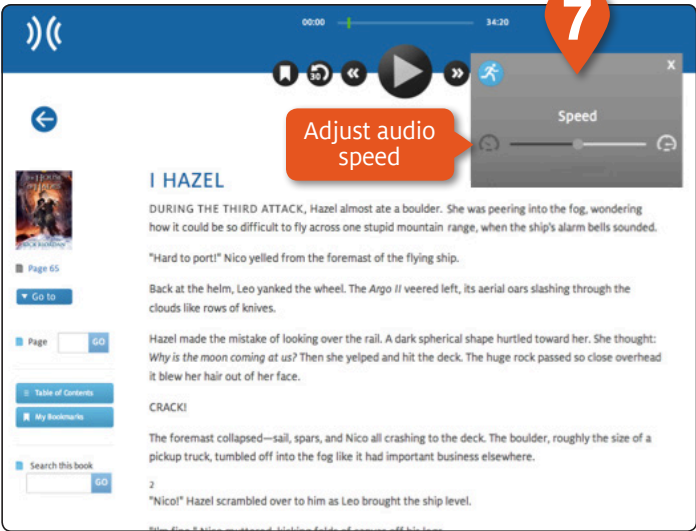 00:00
34:20
7
30
X
Speed
Adjust audio
speed
I HAZEL
DURING THE THIRD ATTACK, Hazel almost ate a boulder. She was peering into the fog, wondering
how it could be so difficult to fly across one stupid mountain range, when the ship's alarm bells sounded.
"Hard to port!" Nico yelled from the foremast of the flying ship.
Back at the helm, Leo yanked the wheel. The Argo II veered left, its aerial oars slashing through the
clouds like rows of knives.
Hazel made the mistake of looking over the rail. A dark spherical shape hurtled toward her. She thought:
Why is the moon coming at us? Then she yelped and hit the deck. The huge rock passed so close overhead
it blew her hair out of her face.
CRACK!
The foremast collapsed—sail, spars, and Nico all crashing to the deck. The boulder, roughly the size of a
pickup truck, tumbled off into the fog like it had important business elsewhere.
2
"Nico!" Hazel scrambled over to him as Leo brought the ship level.
THE HOUSE
OF HADES
RICK RIORDAN
Page 65
Go to
Page
GO
Table of Contents
My Bookmarks
Search this book
GO